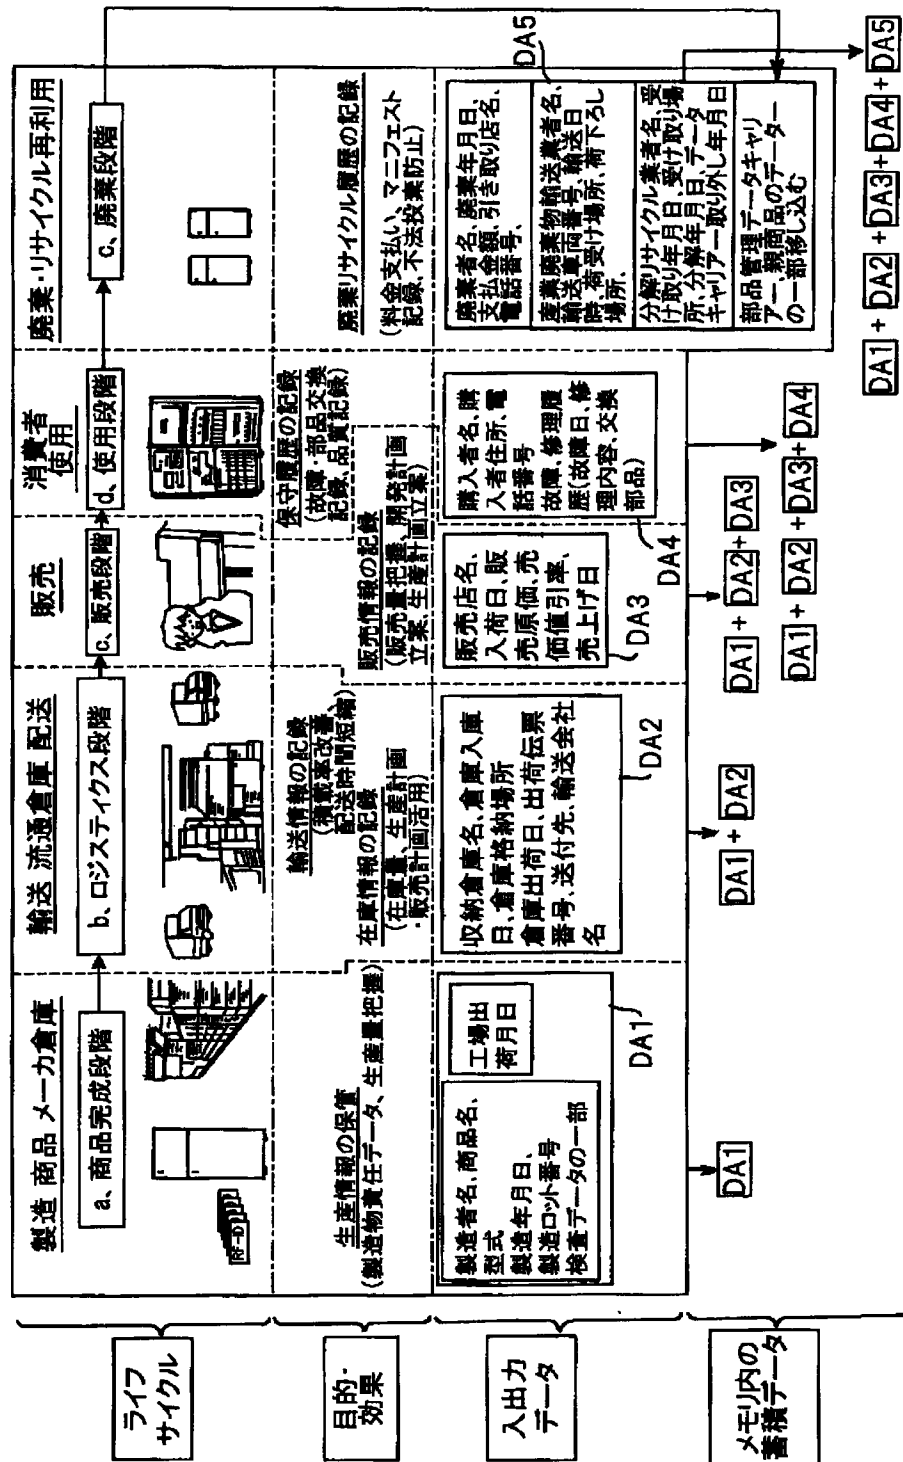 ライフ
サイクル
製造 商品 メーカ倉庫
輸送 流通倉庫 配送
販売
消費者
使用
廃棄・リサイクル再利用
a、商品完成段階
b、ロジスティクス段階
c、販売段階
d、使用段階
c、廃棄段階
RF-ID
目的・
効果
生産情報の保管
(製造物責任データ、生産量把握)
輸送情報の記録
(積載率改善、
配送時間短縮)
在庫情報の記録
(在庫量、生産計画
・販売計画活用)
販売情報の記録
(販売量把握、開発計画
立案、生産計画立案)
保守履歴の記録
(故障・部品交換
記録、品質記録)
廃棄リサイクル履歴の記録
(料金支払い、マニフェスト
記録、不法投棄防止)
入出力
データ
製造者名、商品名、
型式
製造年月日、
製造ロット番号
検査データの一部
工場出
荷月日
DA1
収納倉庫名、倉庫入庫
日、倉庫格納場所
倉庫出荷日、出荷伝票
番号、送付先、輸送会社
名
DA2
販売店名、
入荷日、販
売原価、売
価値引率、
売上げ日
DA3
購入者名、購
入者住所、電
話番号
故障、修理履
歴(故障日、修
理内容、交換
部品)
DA4
廃棄者名、廃棄年月日、
支払金額、引き取り店名、
電話番号、
産業廃棄物輸送業者名、
輸送車両番号、輸送日
時、荷受け場所、荷下ろし
場所、
分解リサイクル業者名、受
け取り年月日、受け取り場
所、分解年月日、データ
キャリアー取り外し年月日
部品管理データキャリ
アー、親商品のデーター
の一部移し込む
DA5
メモリ内の
蓄積データ
DA1
DA1 + DA2
DA1 + DA2 + DA3
DA1 + DA2 + DA3 + DA4
DA1 + DA2 + DA3 + DA4 + DA5